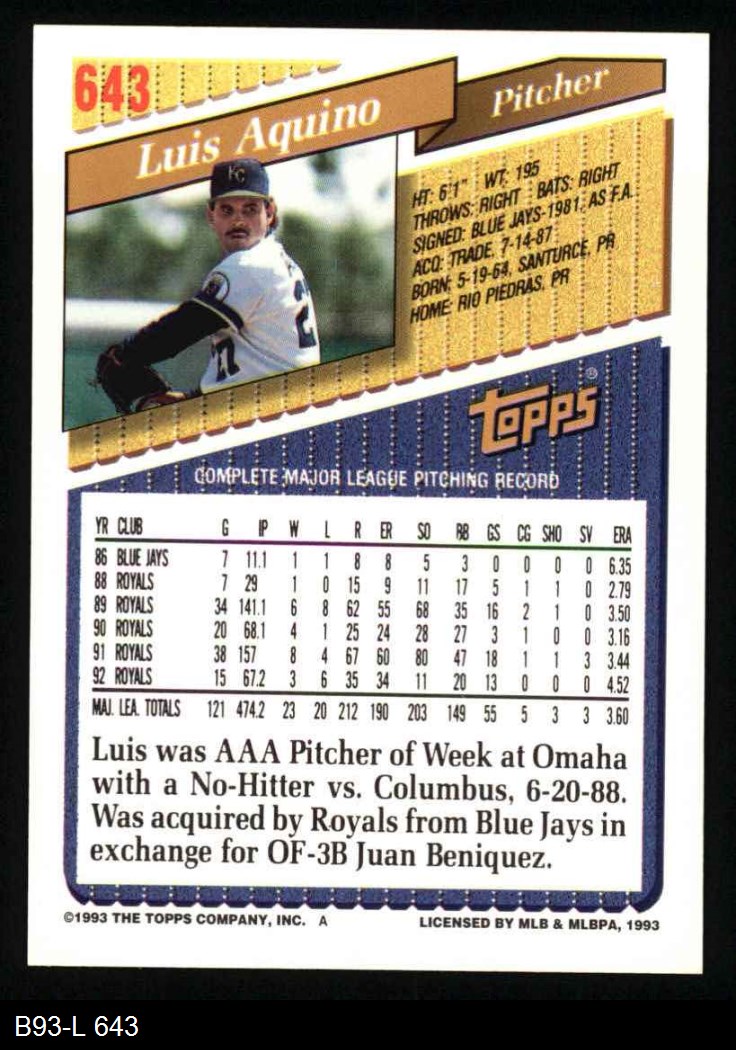 643
Luis Aquino
Pitcher
KC
27
HT: 6'1" WT: 195
THROWS: RIGHT BATS: RIGHT
SIGNED: BLUE JAYS-1981, AS F.A.
ACQ: TRADE, 7-14-87
BORN: 5-19-64, SANTURCE, PR
HOME: RIO PIEDRAS, PR
Topps®
COMPLETE MAJOR LEAGUE PITCHING RECORD
YR CLUB G IP W L R ER SO BB GS CG SHO SV ERA
86 BLUE JAYS 7 11.1 1 1 8 8 5 3 0 0 0 0 6.35
88 ROYALS 7 29 1 0 15 9 11 17 5 1 1 0 2.79
89 ROYALS 34 141.1 6 8 62 55 68 35 16 2 1 0 3.50
90 ROYALS 20 68.1 4 1 25 24 28 27 3 1 0 0 3.16
91 ROYALS 38 157 8 4 67 60 80 47 18 1 1 3 3.44
92 ROYALS 15 67.2 3 6 35 34 11 20 13 0 0 0 4.52
MAJ. LEA. TOTALS 121 474.2 23 20 212 190 203 149 55 5 3 3 3.60
Luis was AAA Pitcher of Week at Omaha
with a No-Hitter vs. Columbus, 6-20-88.
Was acquired by Royals from Blue Jays in
exchange for OF-3B Juan Beniquez.
©1993 THE TOPPS COMPANY, INC. A
LICENSED BY MLB & MLBPA, 1993
B93-L 643